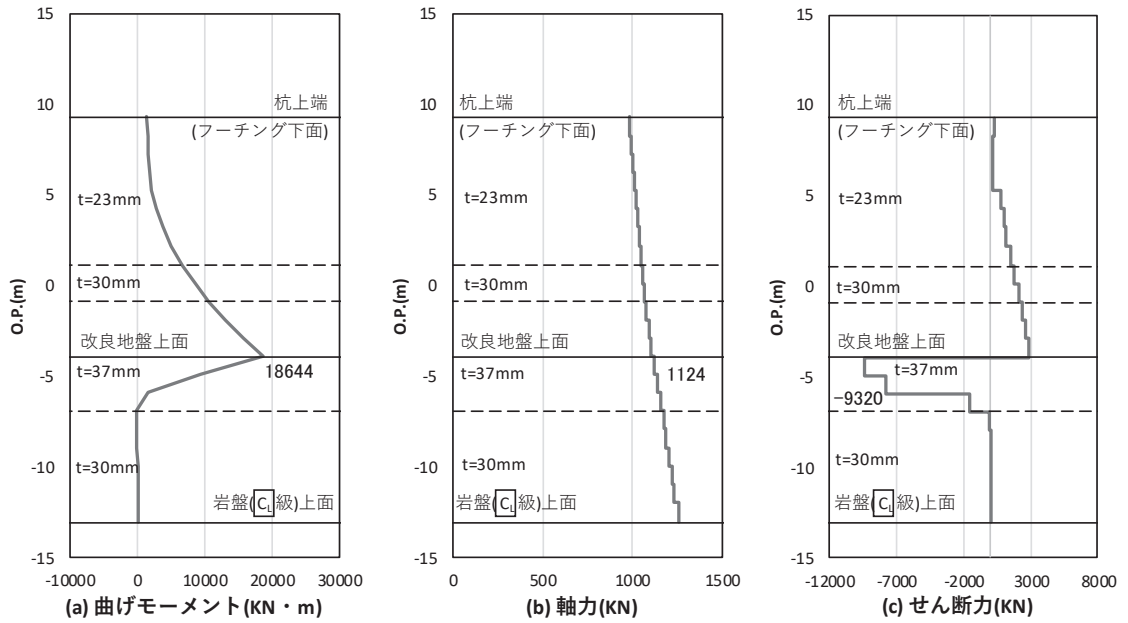 15
10
5
0
-5
-10
-15
O.P.(m)
杭上端
(フーチング下面)
t=23mm
t=30mm
改良地盤上面
t=37mm
18644
t=30mm
岩盤(CL級)上面
-10000 0 10000 20000 30000
(a) 曲げモーメント(KN・m)
15
10
5
0
-5
-10
-15
O.P.(m)
杭上端
(フーチング下面)
t=23mm
t=30mm
改良地盤上面
t=37mm
1124
t=30mm
岩盤(CL級)上面
0 500 1000 1500
(b) 軸力(KN)
15
10
5
0
-5
-10
-15
O.P.(m)
杭上端
(フーチング下面)
t=23mm
t=30mm
改良地盤上面
t=37mm
-9320
t=30mm
岩盤(CL級)上面
-12000 -7000 -2000 3000 8000
(c) せん断力(KN)